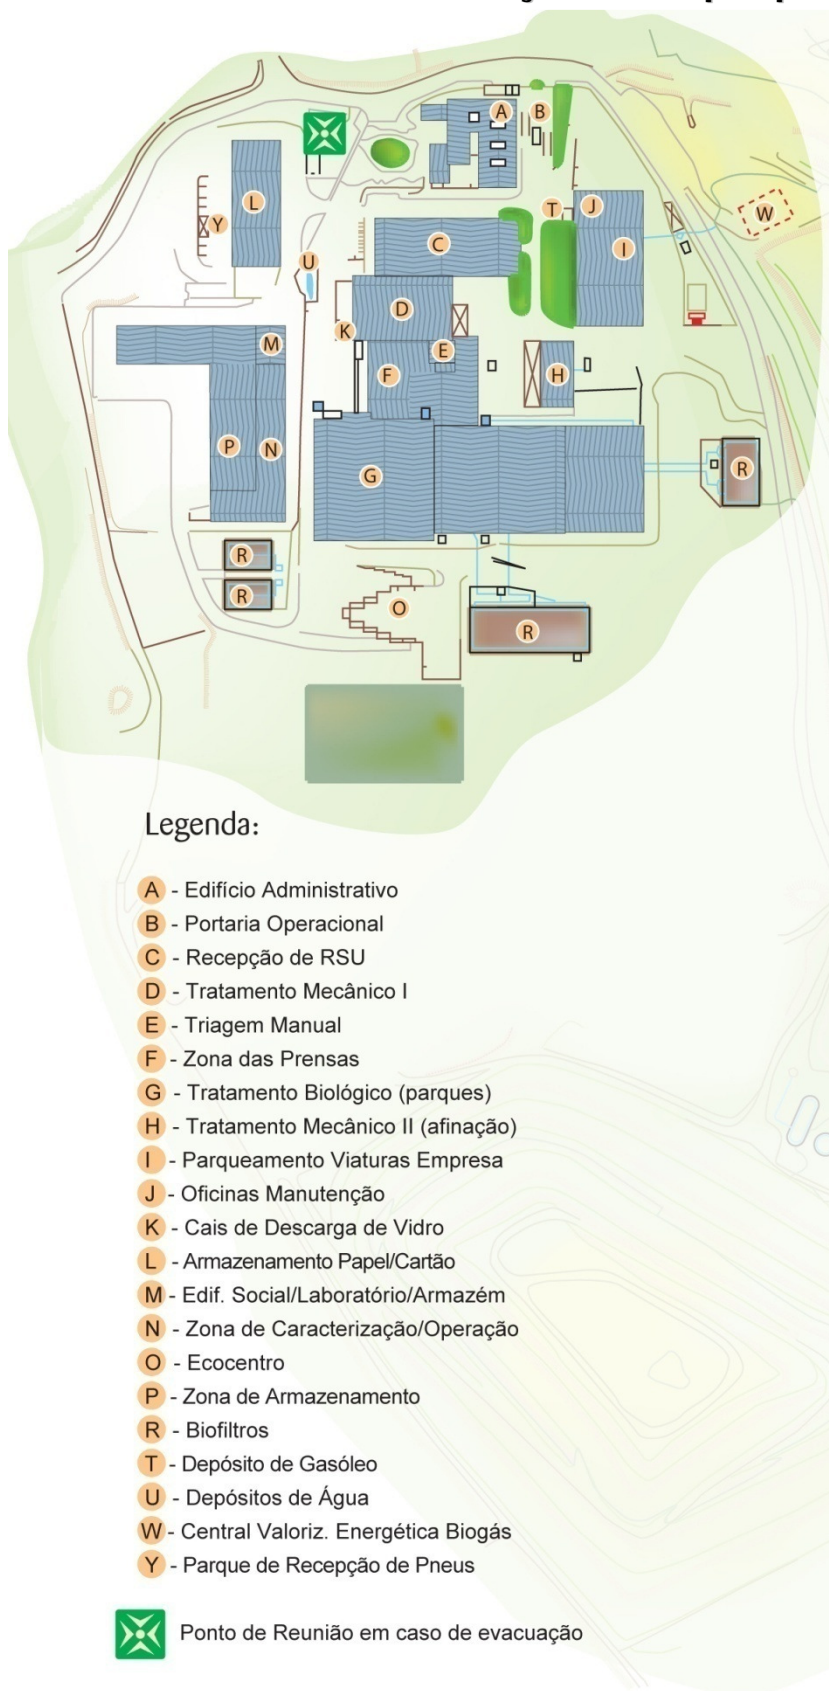 A
B
L
T
J
W
Y
C
I
U
D
K
M
E
F
H
P
N
G
R
R
R
O
R
Legenda:
A - Edifício Administrativo
B - Portaria Operacional
C - Recepção de RSU
D - Tratamento Mecânico I
E - Triagem Manual
F - Zona das Prensas
G - Tratamento Biológico (parques)
H - Tratamento Mecânico II (afinação)
I - Parqueamento Viaturas Empresa
J - Oficinas Manutenção
K - Cais de Descarga de Vidro
L - Armazenamento Papel/Cartão
M - Edif. Social/Laboratório/Armazém
N - Zona de Caracterização/Operação
O - Ecocentro
P - Zona de Armazenamento
R - Biofiltros
T - Depósito de Gasóleo
U - Depósitos de Água
W - Central Valoriz. Energética Biogás
Y - Parque de Recepção de Pneus
Ponto de Reunião em caso de evacuação